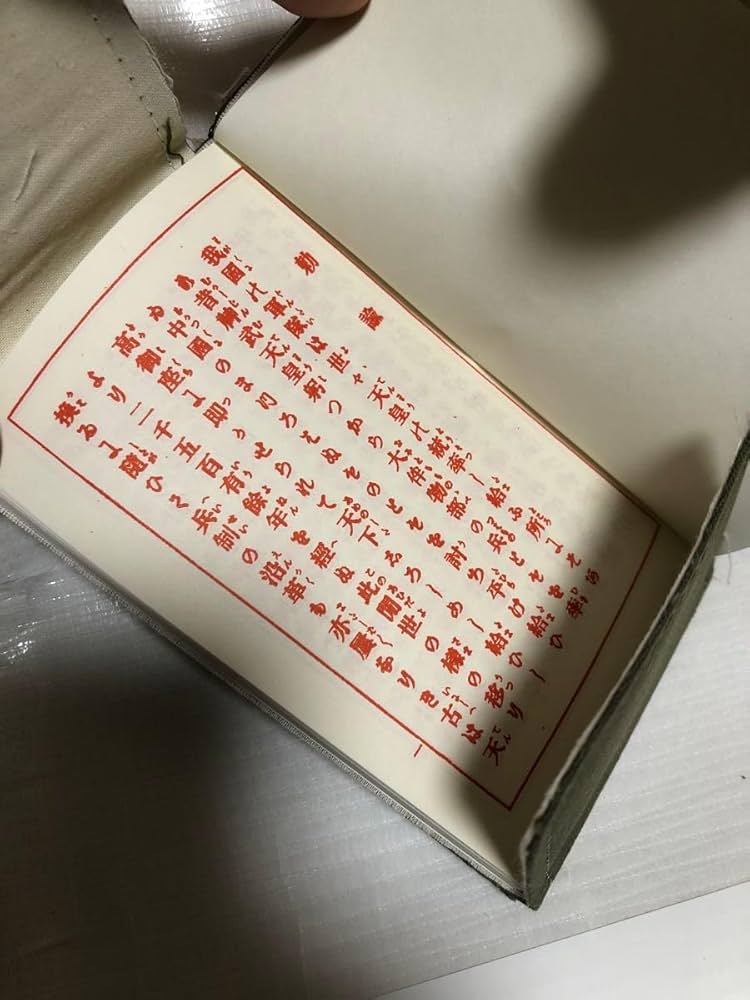 勅諭
我國の軍隊は世々天皇の統率し給ふ所にそ
ある昔神武天皇躬つから大伴物部の兵ともを率
ゐ中國のまつろはぬものともを討ち平け給ひ
高御座に即かせられて天下しろしめし給ひし
より二千五百有餘年を經ぬ此間世の樣の移り
換るに隨ひて兵制の沿革も亦屢なりき古は天
一